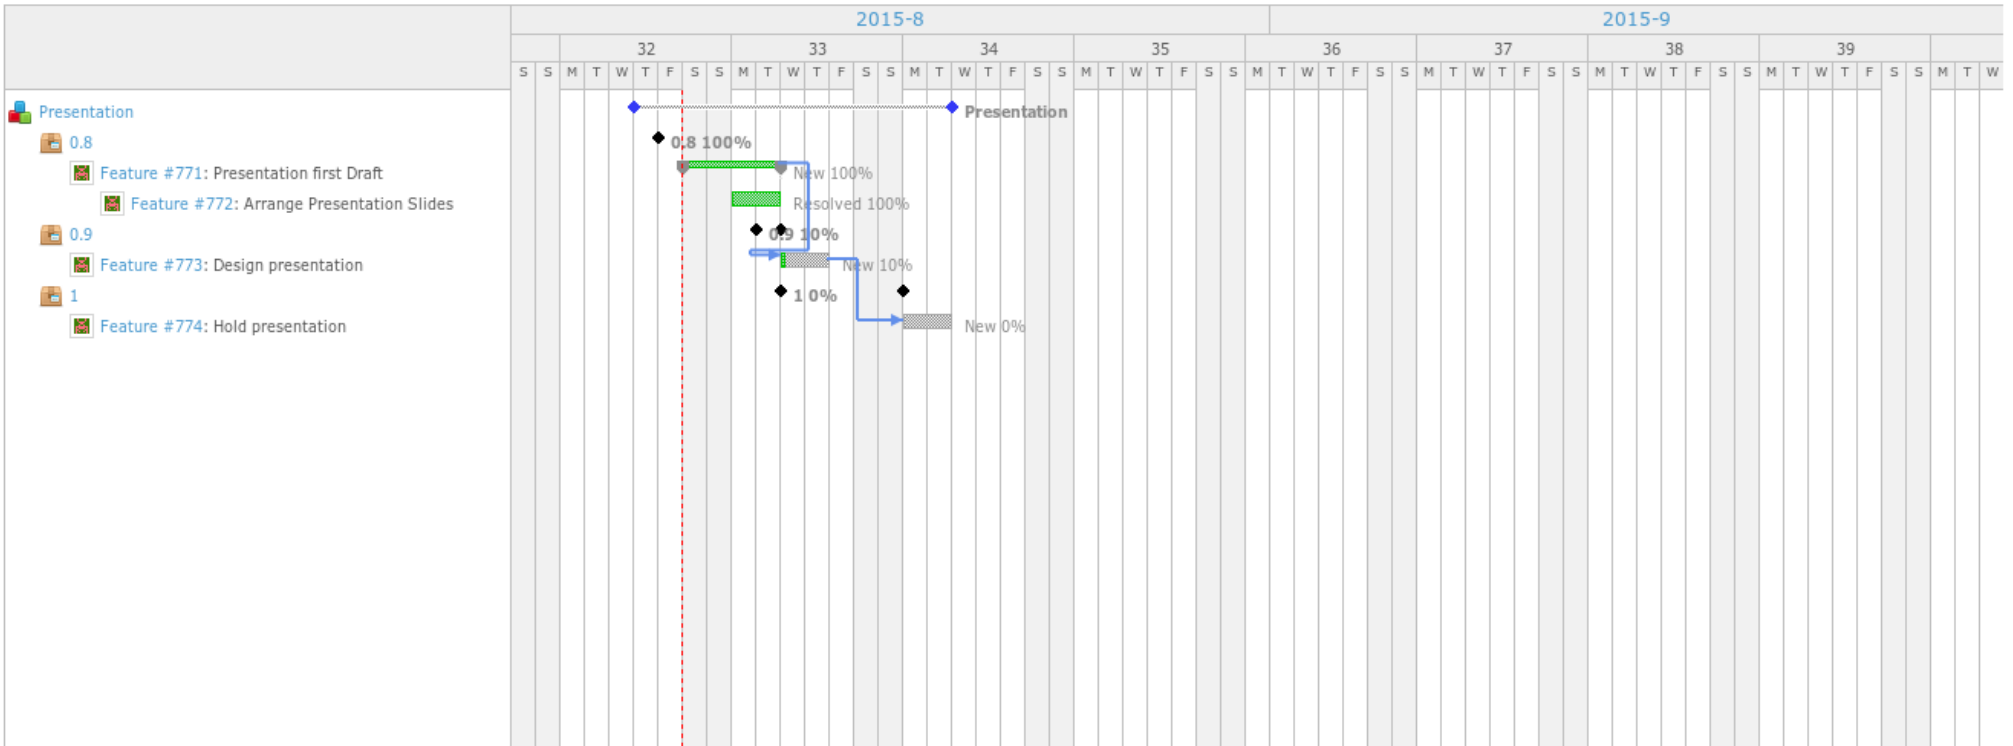 2015-8 2015-9
32 33 34 35 36 37 38 39
S S M T W T F S S M T W T F S S M T W T F S S M T W T F S S M T W T F S S M T W T F S S M T W T F S S M T W T F S S M T W
Presentation Presentation
0.8 0.8 100%
Feature #771: Presentation first Draft New 100%
Feature #772: Arrange Presentation Slides Resolved 100%
0.9 0.9 10%
Feature #773: Design presentation New 10%
1 1 0%
Feature #774: Hold presentation New 0%